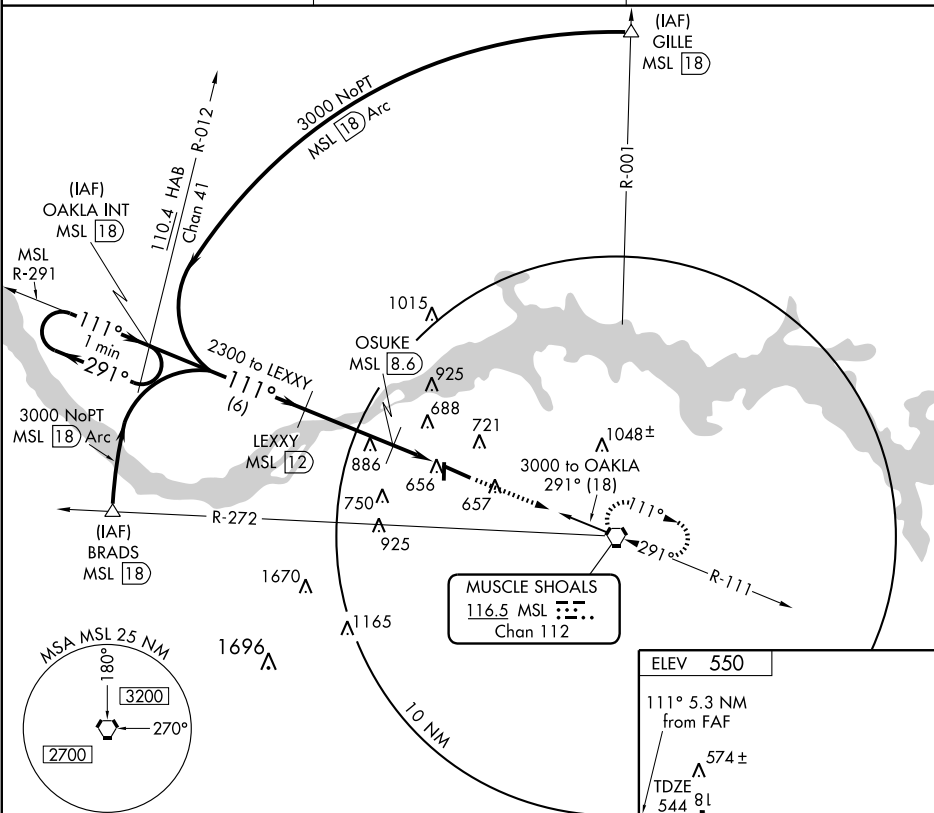 (IAF)
GILLE
MSL 18
3000 NoPT
MSL 18 Arc
R-012
110.4 HAB
Chan 41
R-001
(IAF)
OAKLA INT
MSL 18
MSL
R-291
111°
1 min
291°
1015
OSUKE
MSL 8.6
2300 to LEXXY
111°
(6)
925
688
721
1048±
3000 NoPT
MSL 18 Arc
LEXXY
MSL 12
886
656
657
3000 to OAKLA
291° (18)
750
111°
291°
R-272
925
(IAF)
BRADS
MSL 18
R-111
1670
MUSCLE SHOALS
116.5 MSL
Chan 112
1165
1696
MSA MSL 25 NM
180°
3200
270°
2700
10 NM
ELEV 550
111° 5.3 NM
from FAF
574±
TDZE
544
81